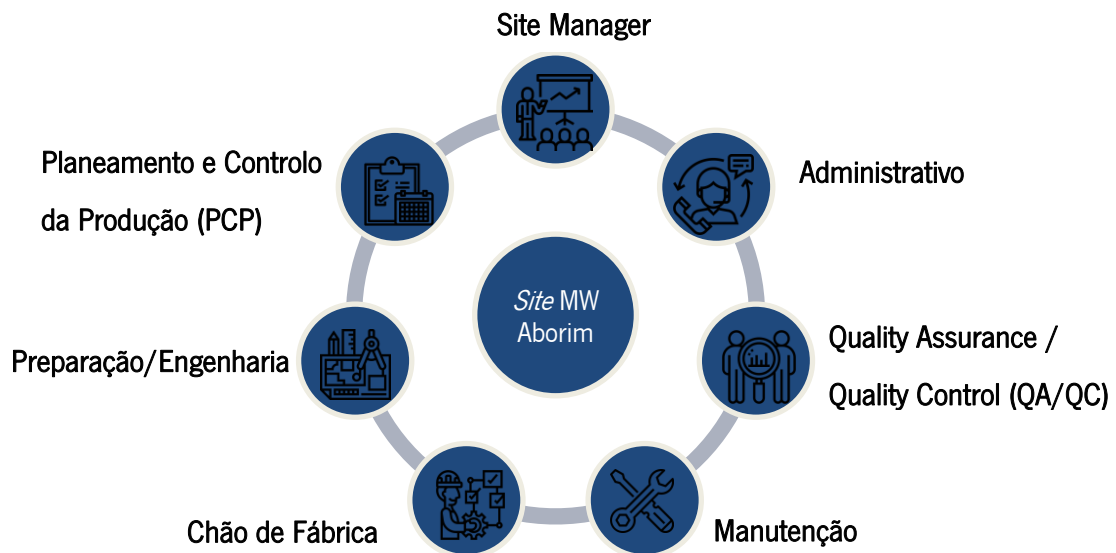 Site Manager
Administrativo
Quality Assurance /
Quality Control (QA/QC)
Manutenção
Chão de Fábrica
Preparação/Engenharia
Planeamento e Controlo
da Produção (PCP)
Site MW
Aborim